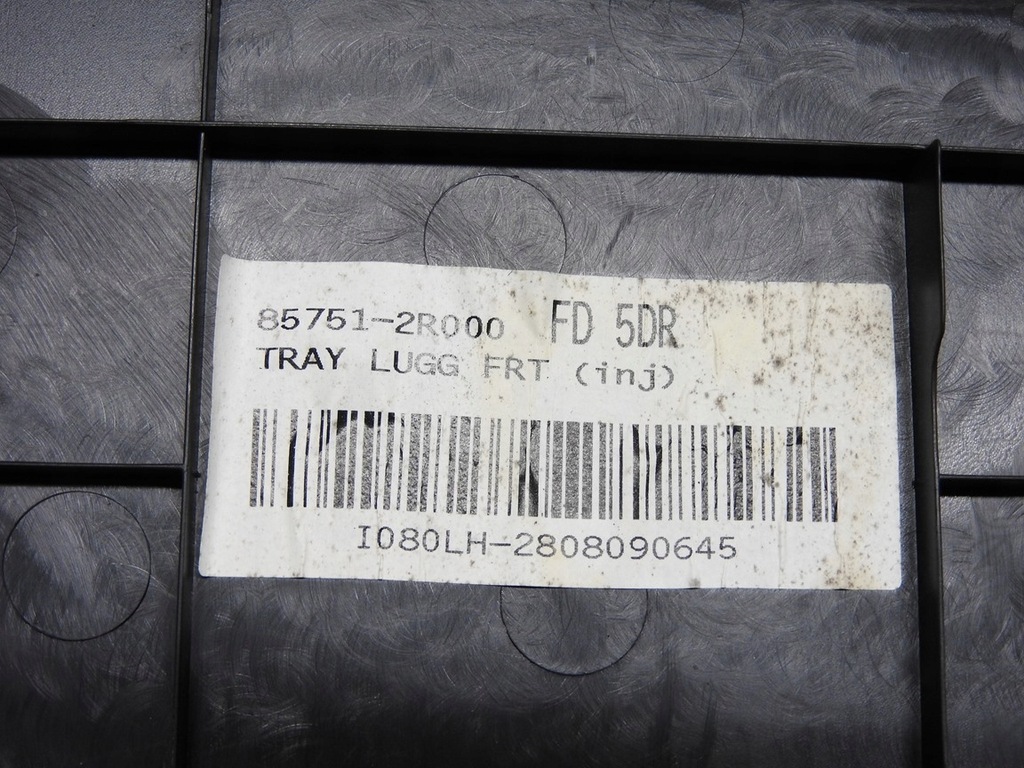 85751-2R000 FD 5DR
TRAY LUGG FRT (inj)
I080LH-2808090645